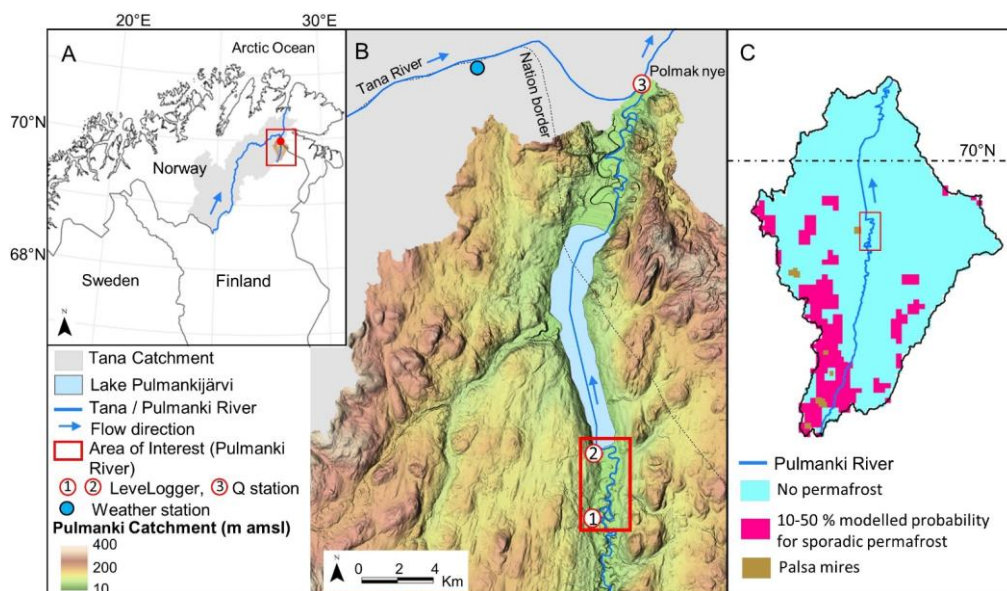 20°E
30°E
A
Arctic Ocean
70°N
Norway
68°N
Sweden
Finland
N
Tana Catchment
Lake Pulmankijärvi
Tana / Pulmanki River
Flow direction
Area of Interest (Pulmanki
River)
1 2 LeveLogger, 3 Q station
Weather station
Pulmanki Catchment (m amsl)
400
200
10
B
Tana River
Nation border
3
Polmak nye
2
1
N
0 2 4
Km
C
70°N
Pulmanki River
No permafrost
10-50 % modelled probability
for sporadic permafrost
Palsa mires